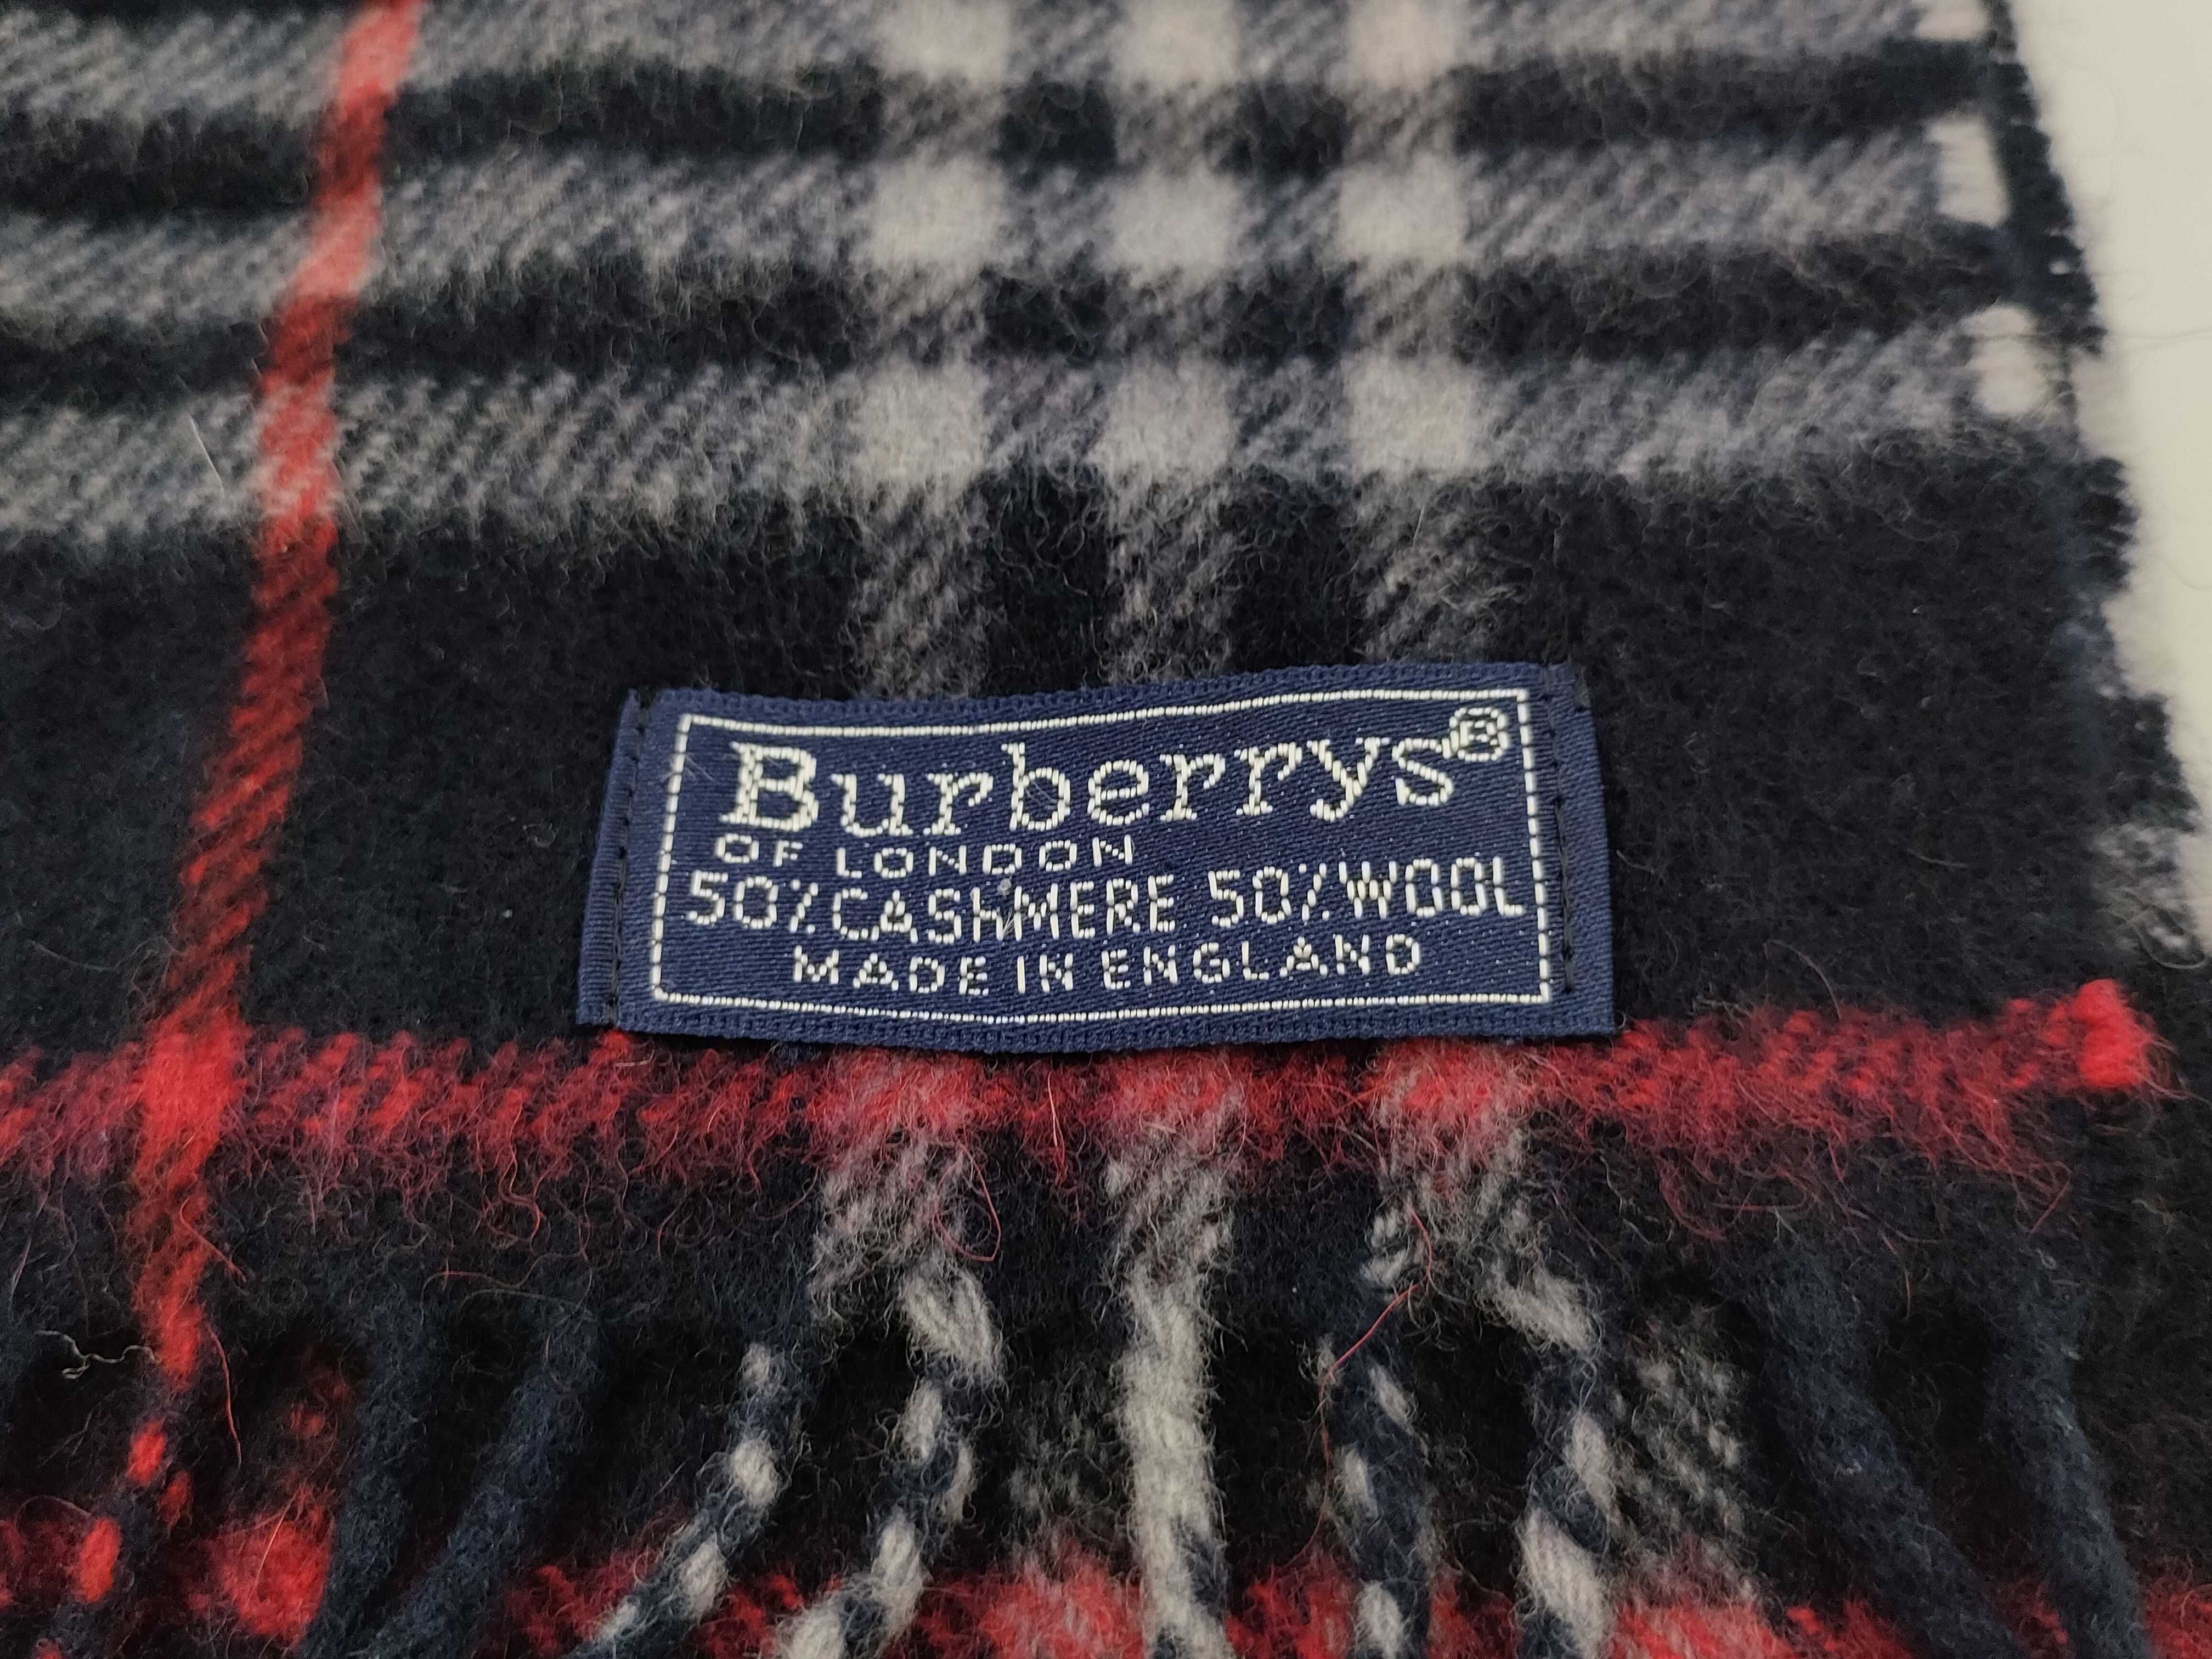 Burberrys®
OF LONDON
50% CASHMERE 50% WOOL
MADE IN ENGLAND